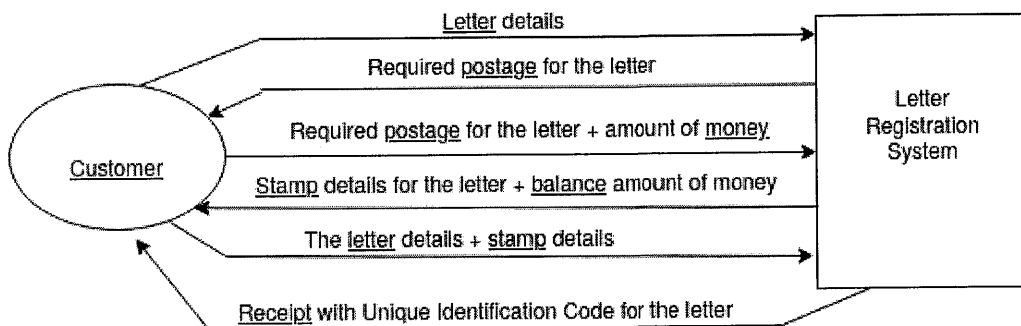 Letter details
Required postage for the letter
Letter
Registration
System
Required postage for the letter + amount of money
Customer
Stamp details for the letter + balance amount of money
The letter details + stamp details
Receipt with Unique Identification Code for the letter